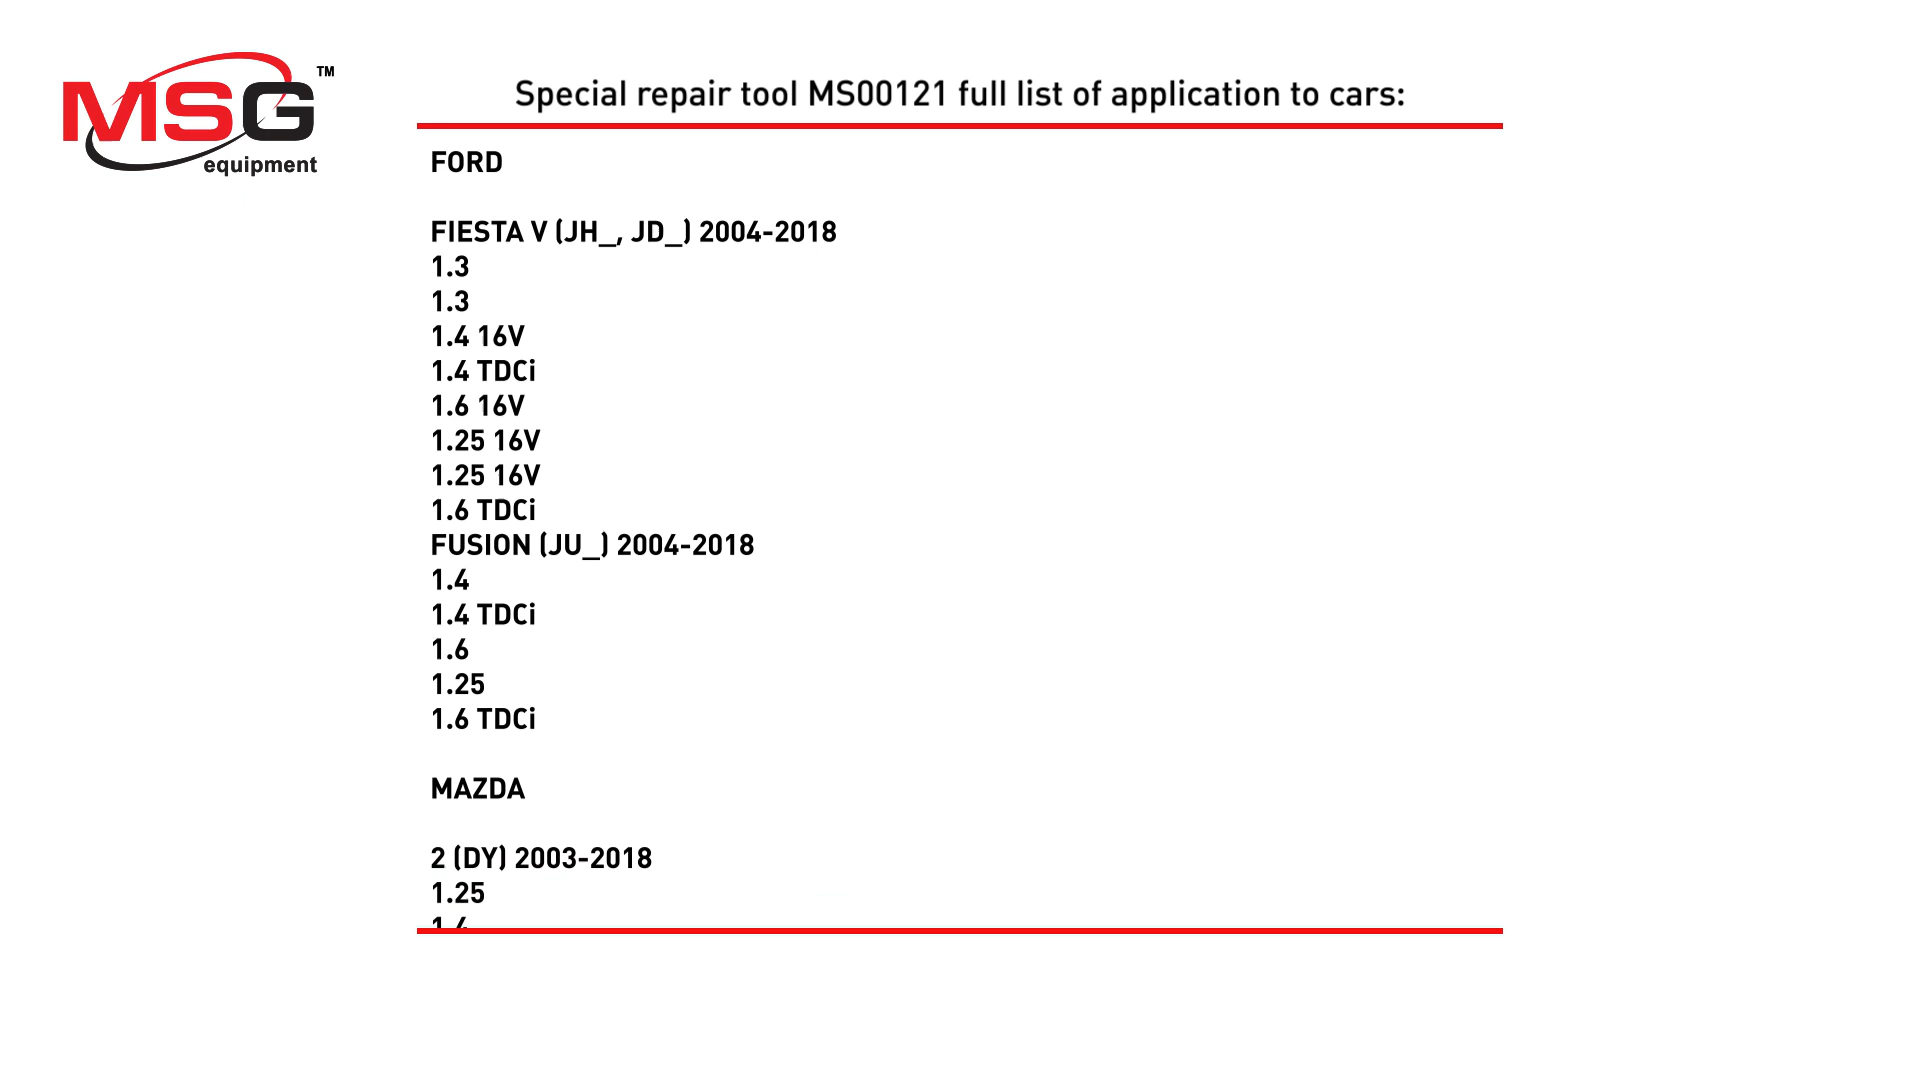 MSG™
equipment
Special repair tool MS00121 full list of application to cars:
FORD
FIESTA V (JH_, JD_) 2004-2018
1.3
1.3
1.4 16V
1.4 TDCi
1.6 16V
1.25 16V
1.25 16V
1.6 TDCi
FUSION (JU_) 2004-2018
1.4
1.4 TDCi
1.6
1.25
1.6 TDCi
MAZDA
2 (DY) 2003-2018
1.25